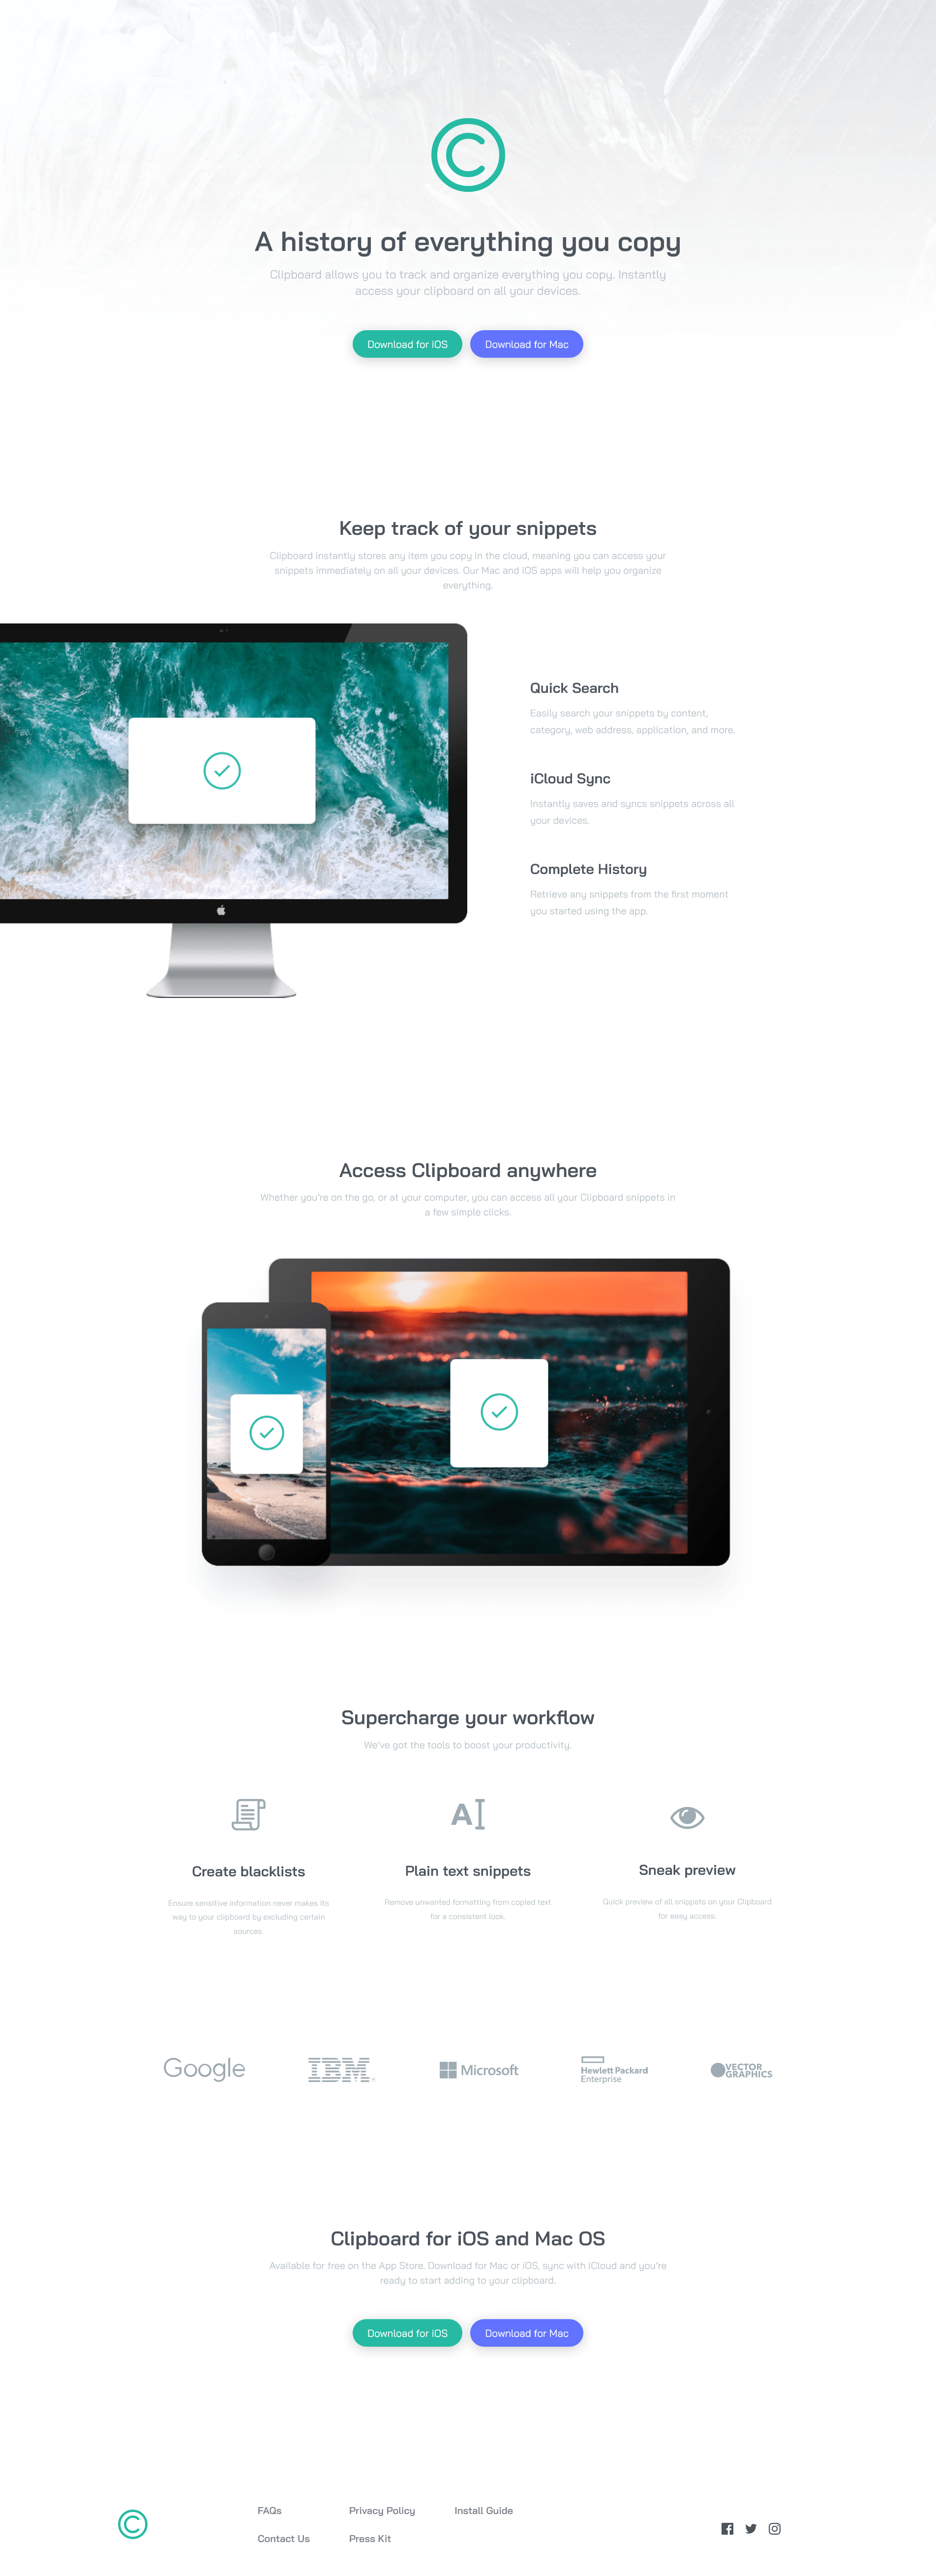 A history of everything you copy
Clipboard allows you to track and organize everything you copy. Instantly
access your clipboard on all your devices.
Download for iOS
Download for Mac
Keep track of your snippets
Clipboard instantly stores any item you copy in the cloud, meaning you can access your
snippets immediately on all your devices. Our Mac and iOS apps will help you organize
everything.
Quick Search
Easily search your snippets by content,
category, web address, application, and more.
iCloud Sync
Instantly saves and syncs snippets across all
your devices.
Complete History
Retrieve any snippets from the first moment
you started using the app.
Access Clipboard anywhere
Whether you're on the go, or at your computer, you can access all your Clipboard snippets in
a few simple clicks.
Supercharge your workflow
We've got the tools to boost your productivity.
A
Create blacklists
Ensure sensitive information never makes its
way to your clipboard by excluding certain
sources.
Plain text snippets
Remove unwanted formatting from copied text
for a consistent look.
Sneak preview
Quick preview of all snippets on your Clipboard
for easy access.
Google
IBM
Microsoft
Hewlett Packard
Enterprise
VECTOR
GRAPHICS
Clipboard for iOS and Mac OS
Available for free on the App Store. Download for Mac or iOS, sync with iCloud and you're
ready to start adding to your clipboard.
Download for iOS
Download for Mac
FAQs
Privacy Policy
Install Guide
Contact Us
Press Kit